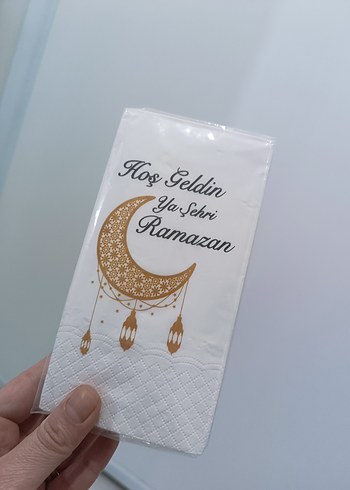 Hoş Geldin
Ya Şehri
Ramazan